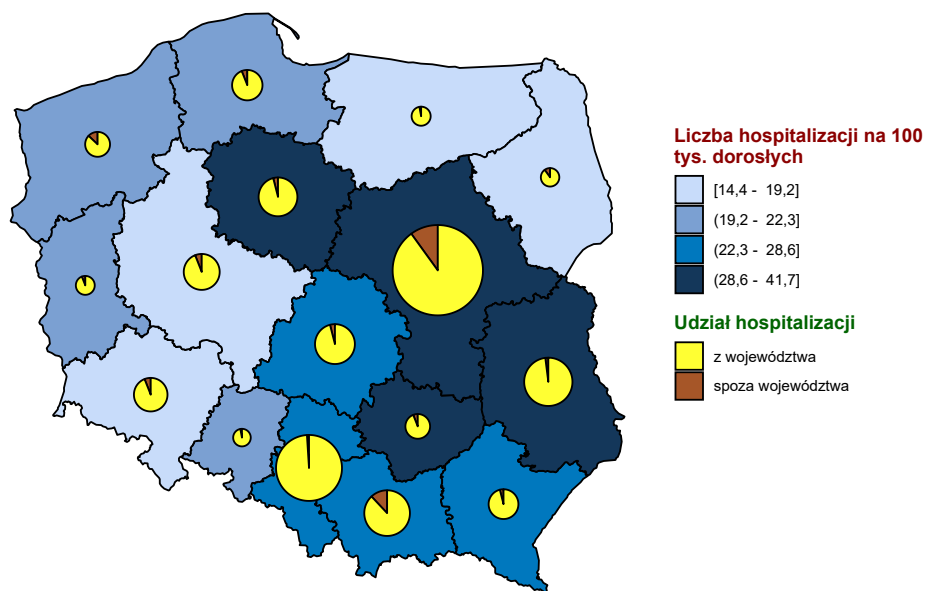 Liczba hospitalizacji na 100
tys. dorosłych
[14,4 - 19,2]
(19,2 - 22,3]
(22,3 - 28,6]
(28,6 - 41,7]
Udział hospitalizacji
z województwa
spoza województwa